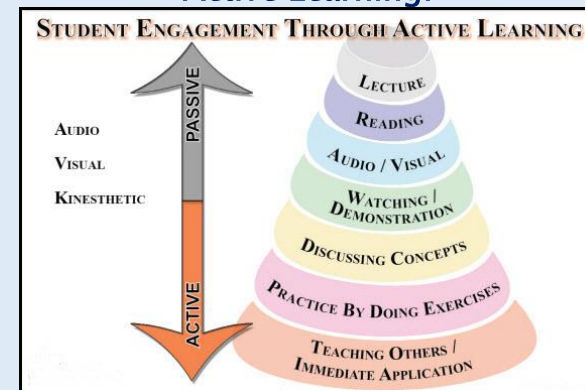 Active Learning:
STUDENT ENGAGEMENT THROUGH ACTIVE LEARNING
LECTURE
READING
AUDIO / VISUAL
WATCHING /
DEMONSTRATION
DISCUSSING CONCEPTS
PRACTICE BY DOING EXERCISES
TEACHING OTHERS /
IMMEDIATE APPLICATION
PASSIVE
ACTIVE
AUDIO
VISUAL
KINESTHETIC